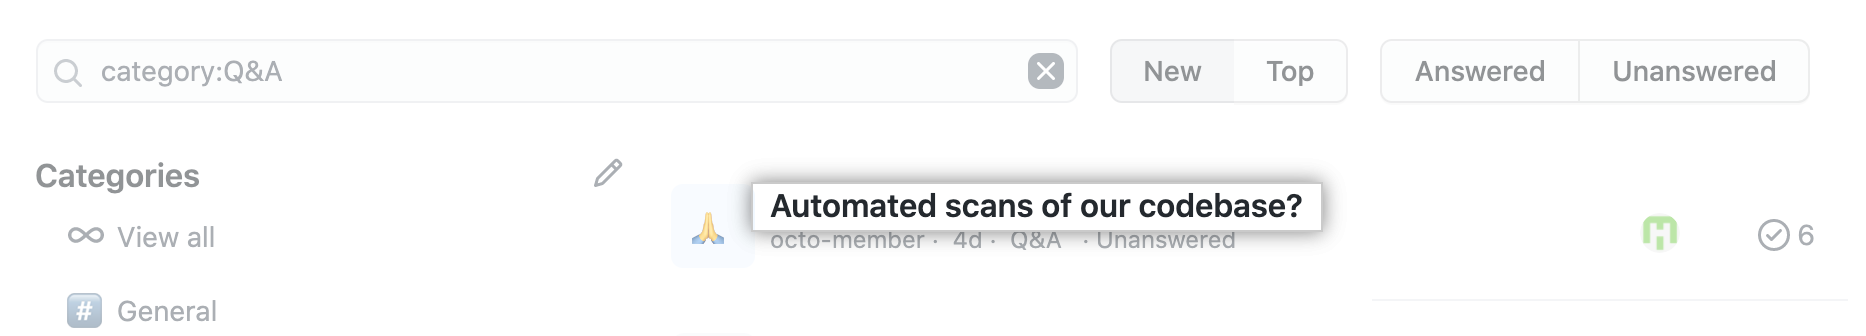 category:Q&A
New Top Answered Unanswered
Categories
View all
# General
Automated scans of our codebase?
octo-member · 4d · Q&A · Unanswered
6